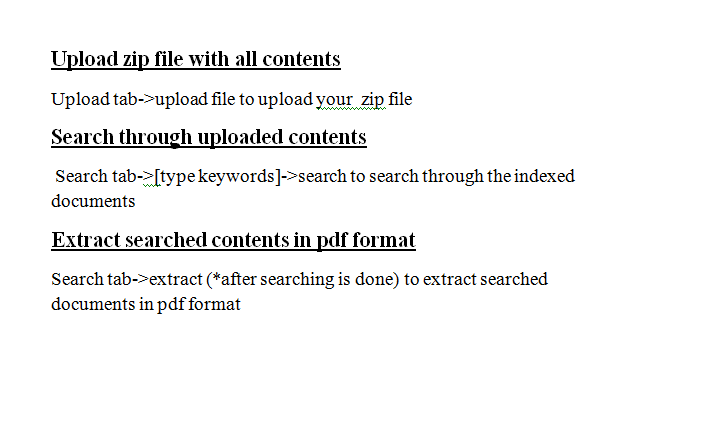 Upload zip file with all contents
Upload tab->upload file to upload your  zip file
Search through uploaded contents
Search tab->[type keywords]->search to search through the indexed
documents
Extract searched contents in pdf format
Search tab->extract (*after searching is done) to extract searched
documents in pdf format